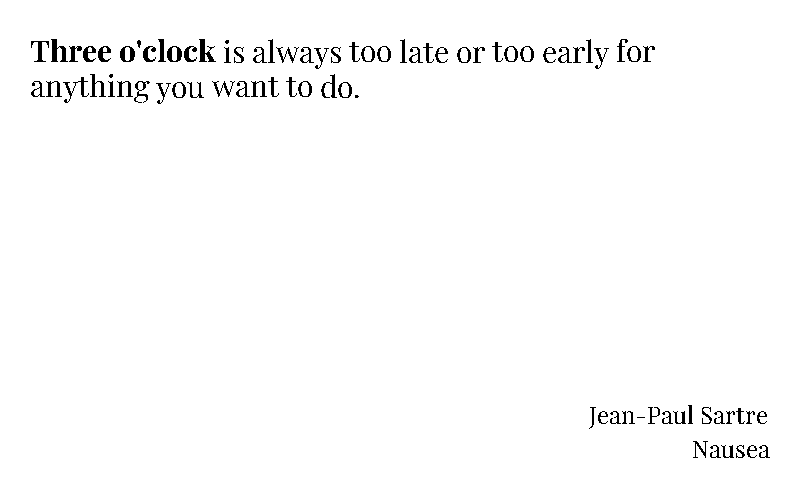 Three o'clock is always too late or too early for
anything you want to do.
Jean-Paul Sartre
Nausea